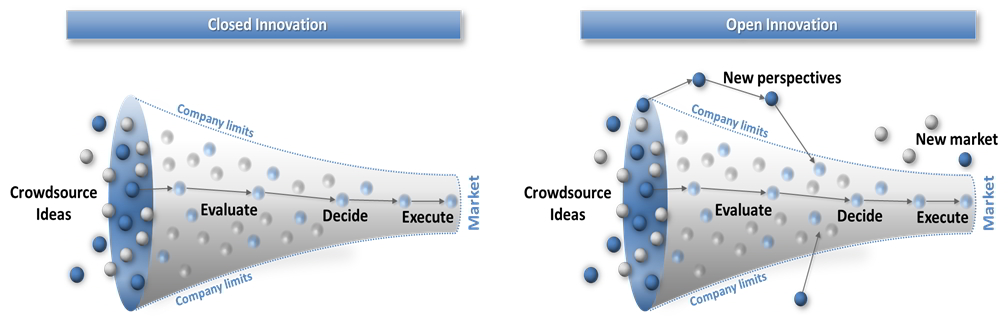 Closed Innovation
Company limits
Crowdsource
Ideas
Evaluate
Decide
Execute
Market
Company limits
Open Innovation
New perspectives
Company limits
New market
Crowdsource
Ideas
Evaluate
Decide
Execute
Market
Company limits